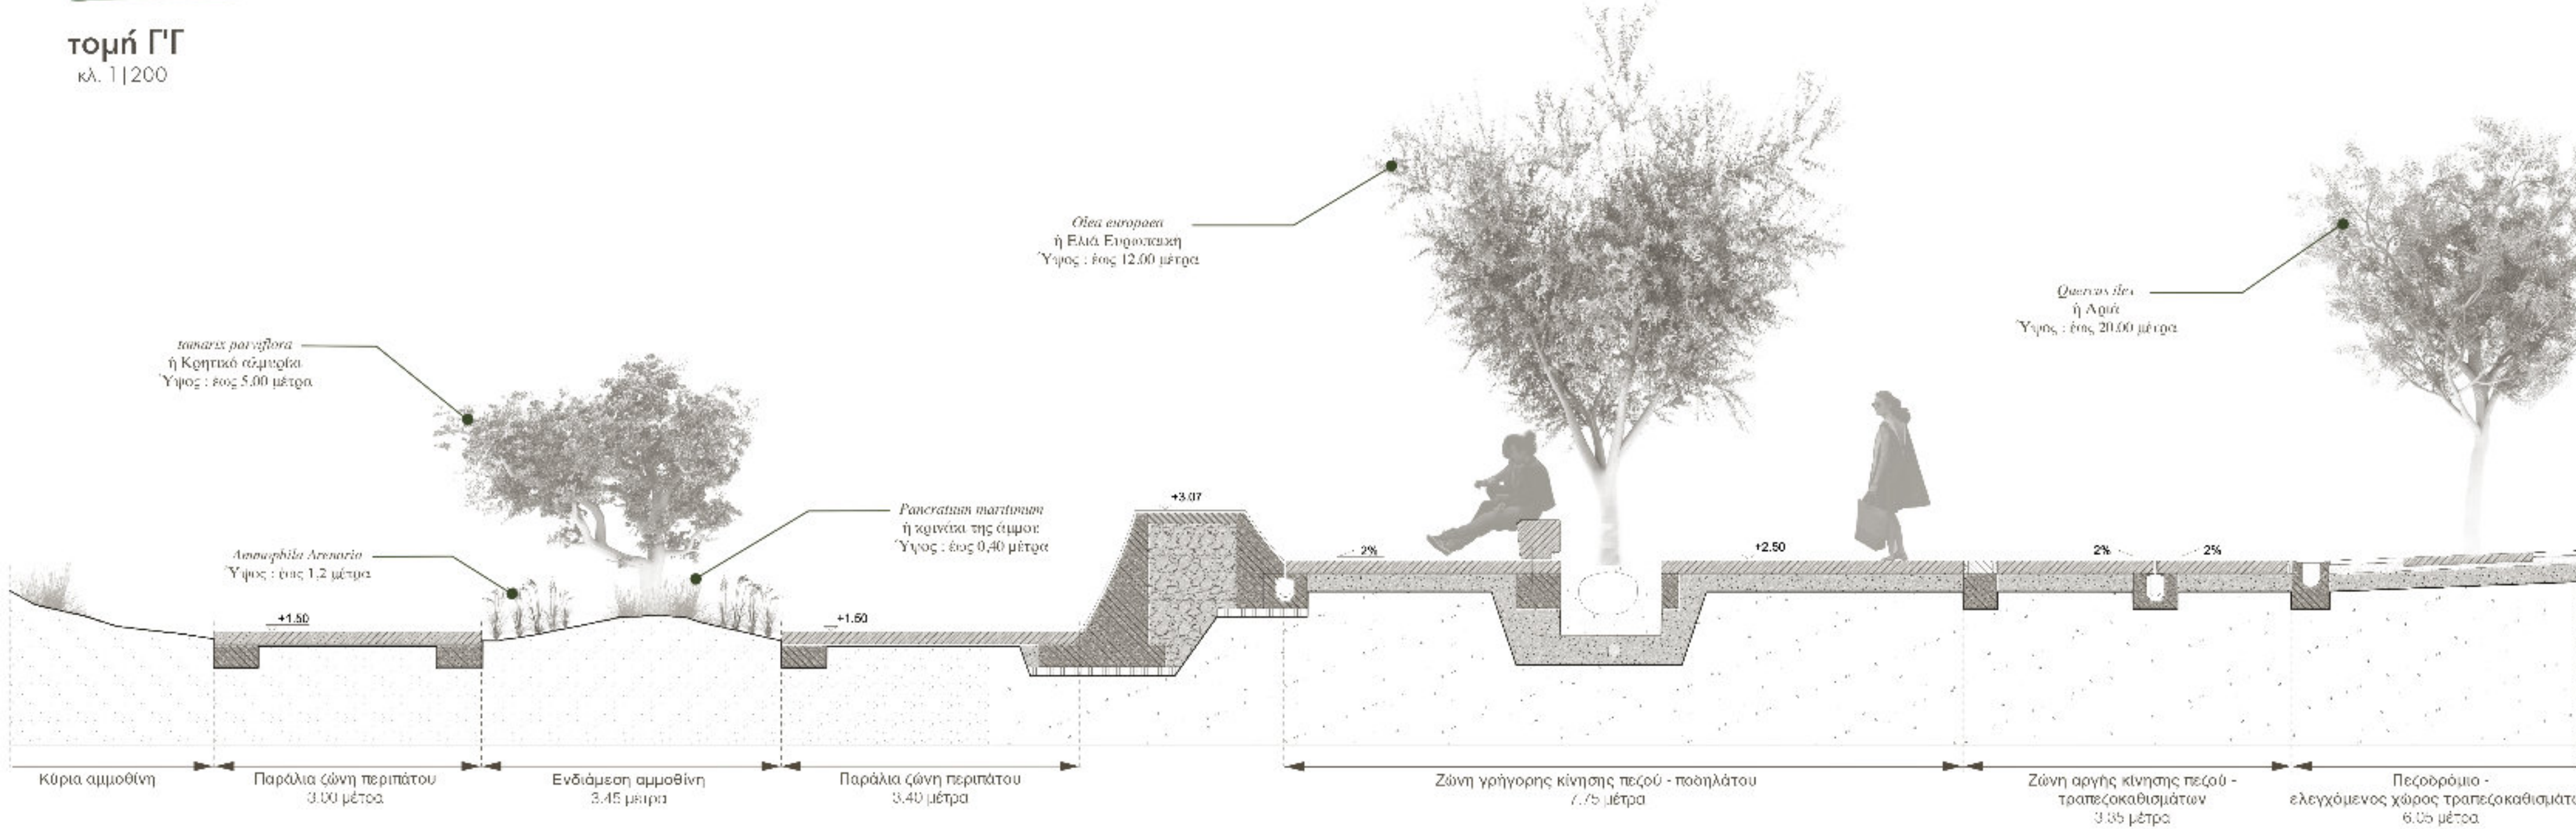 τομή Γ'Γ
κλ. 1|200
Olea europaea
ή Ελιά Ευρωπαική
Ύψος : έως 12.00 μέτρα
Quercus ilex
ή Αριά
Ύψος : έως 20.00 μέτρα
tamarix parviflora
ή Κρητικό αλμυρίκι
Ύψος : έως 5.00 μέτρα
Pancratium maritimum
ή κρινάκι της άμμου
Ύψος : έως 0,40 μέτρα
Ammophila Arenaria
Ύψος : έως 1,2 μέτρα
+3.07
2%
+2.50
2%
2%
+1.50
+1.50
Κύρια αμμοθίνη
Παράλια ζώνη περιπάτου
3.00 μέτρα
Ενδιάμεση αμμοθίνη
3.45 μέτρα
Παράλια ζώνη περιπάτου
3.40 μέτρα
Ζώνη γρήγορης κίνησης πεζού - ποδηλάτου
7.75 μέτρα
Ζώνη αργής κίνησης πεζού -
τραπεζοκαθισμάτων
μέτρα
Πεζοδρόμιο -
ελεγχόμενος χώρος τραπεζοκαθισμάτω
6.05 μέτρα